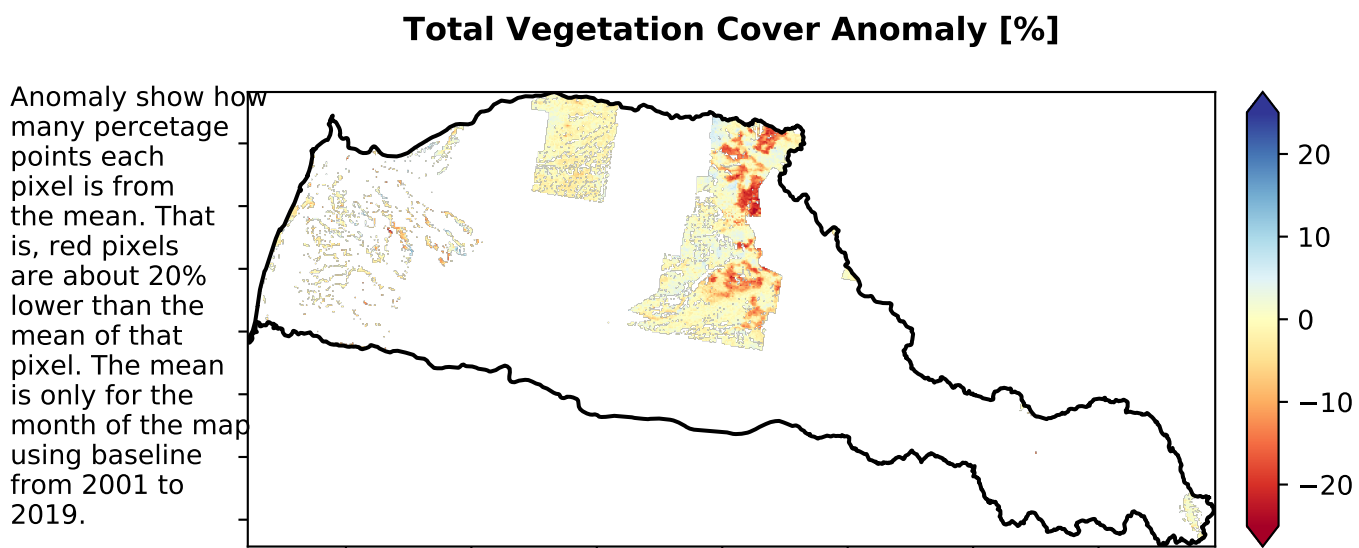 Total Vegetation Cover Anomaly [%]
Anomaly show how
many percetage
points each
pixel is from
the mean. That
is, red pixels
are about 20%
lower than the
mean of that
pixel. The mean
is only for the
month of the map
using baseline
from 2001 to
2019.
20
10
0
−10
−20